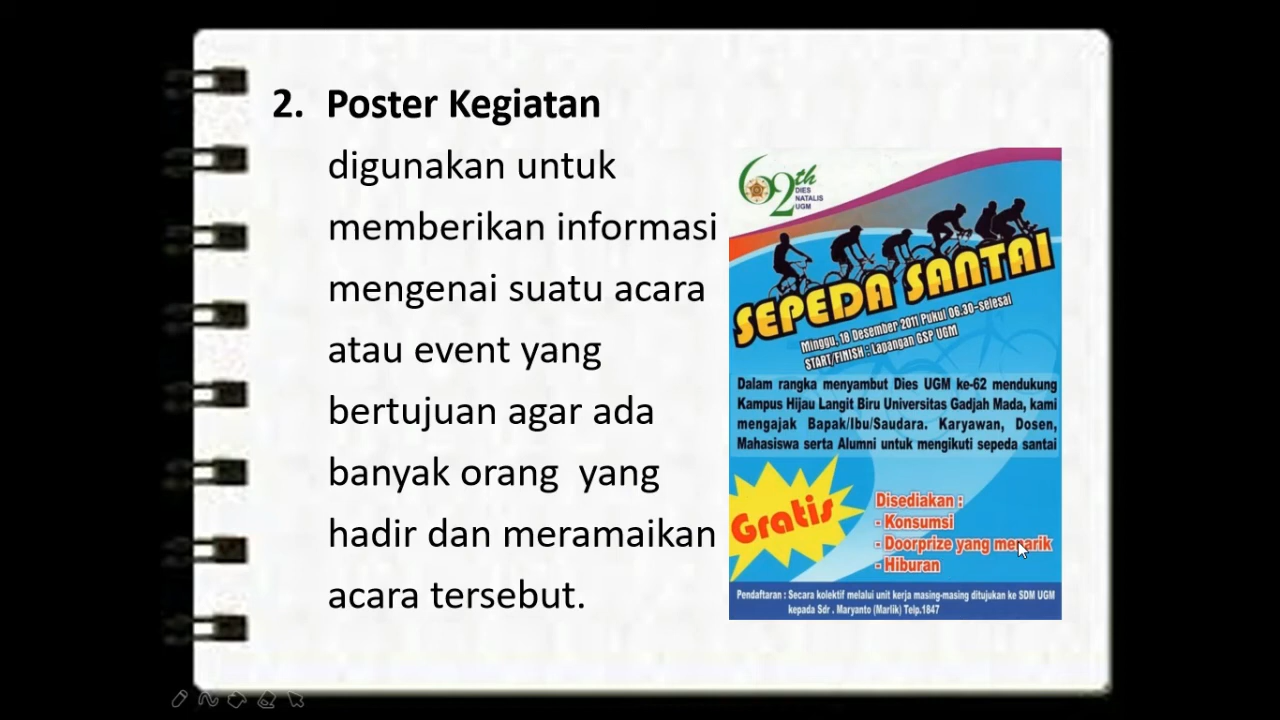 2. Poster Kegiatan
digunakan untuk
memberikan informasi
mengenai suatu acara
atau event yang
bertujuan agar ada
banyak orang  yang
hadir dan meramaikan
acara tersebut.
62th
DIES
NATALIS
UGM
SEPEDA SANTAI
Minggu, 18 Desember 2011 Pukul 06.30-selesai
START/FINISH : Lapangan GSP UGM
Dalam rangka menyambut Dies UGM ke-62 mendukung
Kampus Hijau Langit Biru Universitas Gadjah Mada, kami
mengajak Bapak/Ibu/Saudara. Karyawan, Dosen,
Mahasiswa serta Alumni untuk mengikuti sepeda santai
Gratis
Disediakan :
- Konsumsi
- Doorprize yang menarik
- Hiburan
Pendaftaran : Secara kolektif melalui unit kerja masing-masing ditujukan ke SDM UGM
kepada Sdr . Maryanto (Marlik) Telp.1847